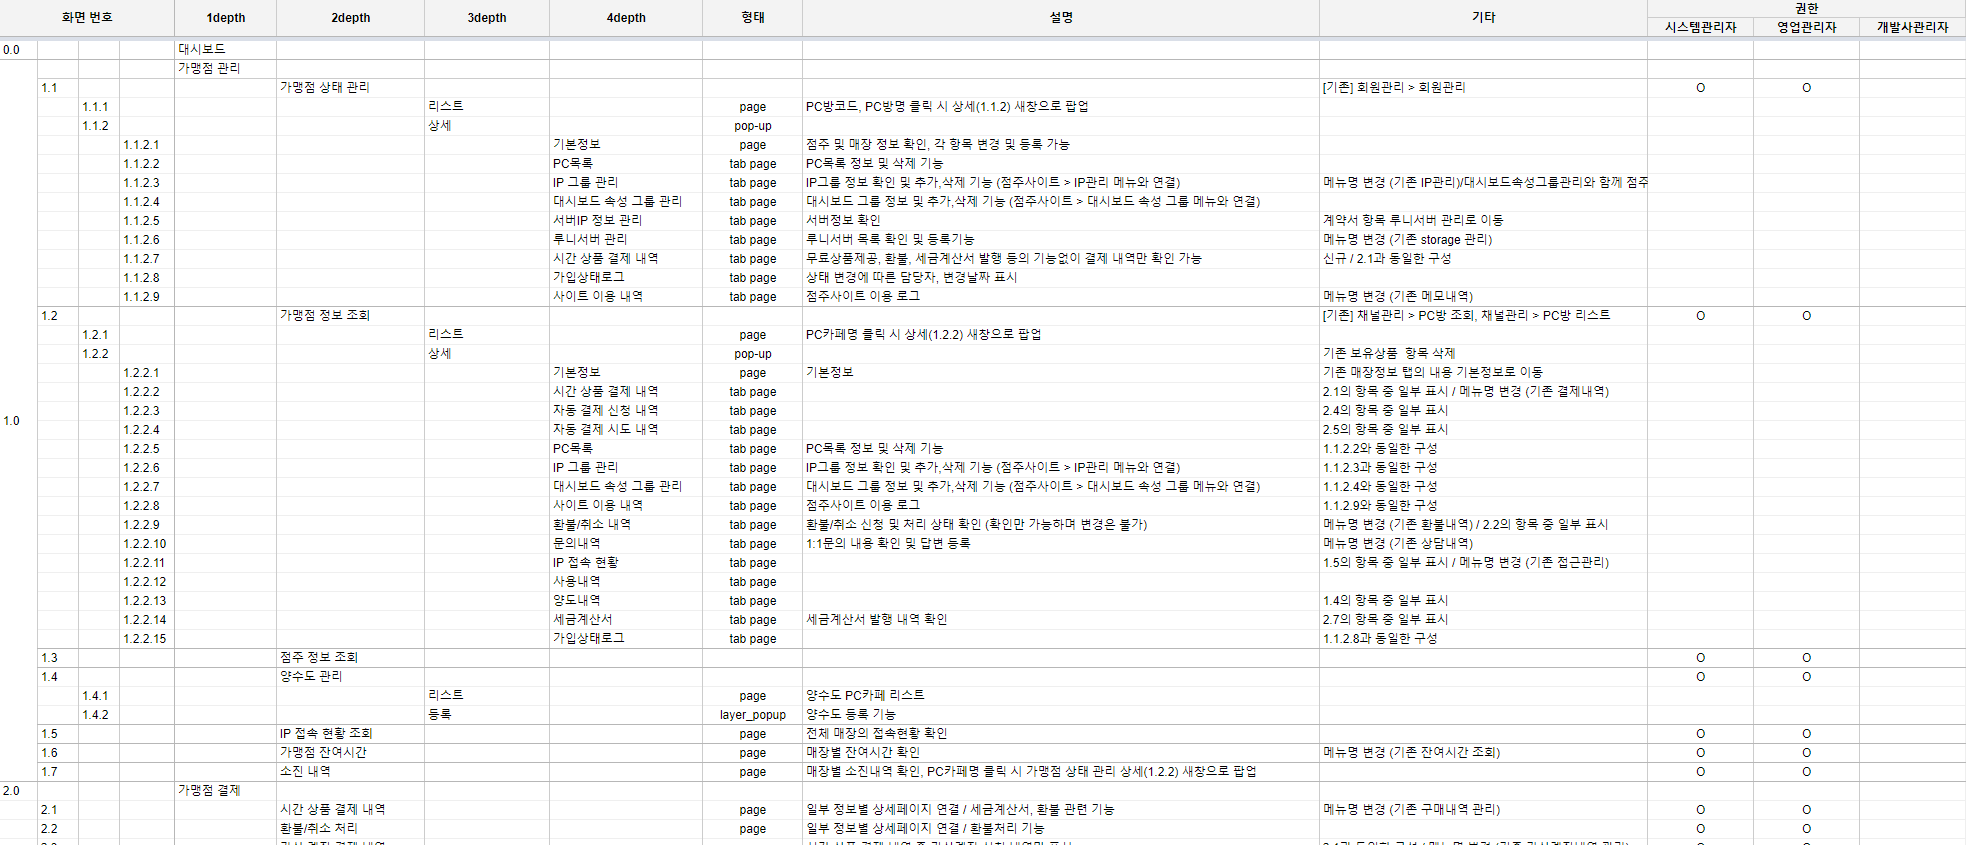 화면 번호 1depth 2depth 3depth 4depth 형태 설명 기타 권한
시스템관리자 영업관리자 개발사관리자
0.0 대시보드
가맹점 관리
1.1 가맹점 상태 관리 [기존] 회원관리 > 회원관리 O O
1.1.1 리스트 page PC방코드, PC방명 클릭 시 상세(1.1.2) 새창으로 팝업
1.1.2 상세 pop-up
1.1.2.1 기본정보 page 점주 및 매장 정보 확인, 각 항목 변경 및 등록 가능
1.1.2.2 PC목록 tab page PC목록 정보 및 삭제 기능
1.1.2.3 IP 그룹 관리 tab page IP그룹 정보 확인 및 추가,삭제 기능 (점주사이트 > IP관리 메뉴와 연결) 메뉴명 변경 (기존 IP관리)/대시보드속성그룹관리와 함께 점주
1.1.2.4 대시보드 속성 그룹 관리 tab page 대시보드 그룹 정보 및 추가,삭제 기능 (점주사이트 > 대시보드 속성 그룹 메뉴와 연결)
1.1.2.5 서버IP 정보 관리 tab page 서버정보 확인 계약서 항목 루니서버 관리로 이동
1.1.2.6 루니서버 관리 tab page 루니서버 목록 확인 및 등록기능 메뉴명 변경 (기존 storage 관리)
1.1.2.7 시간 상품 결제 내역 tab page 무료상품제공, 환불, 세금계산서 발행 등의 기능없이 결제 내역만 확인 가능 신규 / 2.1과 동일한 구성
1.1.2.8 가입상태로그 tab page 상태 변경에 따른 담당자, 변경날짜 표시
1.1.2.9 사이트 이용 내역 tab page 점주사이트 이용 로그 메뉴명 변경 (기존 메모내역)
1.2 가맹점 정보 조회 [기존] 채널관리 > PC방 조회, 채널관리 > PC방 리스트 O O
1.2.1 리스트 page PC카페명 클릭 시 상세(1.2.2) 새창으로 팝업
1.2.2 상세 pop-up 기존 보유상품 항목 삭제
1.2.2.1 기본정보 page 기본정보 기존 매장정보 탭의 내용 기본정보로 이동
1.2.2.2 시간 상품 결제 내역 tab page 2.1의 항목 중 일부 표시 / 메뉴명 변경 (기존 결제내역)
1.2.2.3 자동 결제 신청 내역 tab page 2.4의 항목 중 일부 표시
1.0 1.2.2.4 자동 결제 시도 내역 tab page 2.5의 항목 중 일부 표시
1.2.2.5 PC목록 tab page PC목록 정보 및 삭제 기능 1.1.2.2와 동일한 구성
1.2.2.6 IP 그룹 관리 tab page IP그룹 정보 확인 및 추가,삭제 기능 (점주사이트 > IP관리 메뉴와 연결) 1.1.2.3과 동일한 구성
1.2.2.7 대시보드 속성 그룹 관리 tab page 대시보드 그룹 정보 및 추가,삭제 기능 (점주사이트 > 대시보드 속성 그룹 메뉴와 연결) 1.1.2.4와 동일한 구성
1.2.2.8 사이트 이용 내역 tab page 점주사이트 이용 로그 1.1.2.9와 동일한 구성
1.2.2.9 환불/취소 내역 tab page 환불/취소 신청 및 처리 상태 확인 (확인만 가능하며 변경은 불가) 메뉴명 변경 (기존 환불내역) / 2.2의 항목 중 일부 표시
1.2.2.10 문의내역 tab page 1:1문의 내용 확인 및 답변 등록 메뉴명 변경 (기존 상담내역)
1.2.2.11 IP 접속 현황 tab page 1.5의 항목 중 일부 표시 / 메뉴명 변경 (기존 접근관리)
1.2.2.12 사용내역 tab page
1.2.2.13 양도내역 tab page 1.4의 항목 중 일부 표시
1.2.2.14 세금계산서 tab page 세금계산서 발행 내역 확인 2.7의 항목 중 일부 표시
1.2.2.15 가입상태로그 tab page 1.1.2.8과 동일한 구성
1.3 점주 정보 조회 O O
1.4 양수도 관리 O O
1.4.1 리스트 page 양수도 PC카페 리스트
1.4.2 등록 layer_popup 양수도 등록 기능
1.5 IP 접속 현황 조회 page 전체 매장의 접속현황 확인 O O
1.6 가맹점 잔여시간 page 매장별 잔여시간 확인 메뉴명 변경 (기존 잔여시간 조회) O O
1.7 소진 내역 page 매장별 소진내역 확인, PC카페명 클릭 시 가맹점 상태 관리 상세(1.2.2) 새창으로 팝업 O O
2.0 가맹점 결제
2.1 시간 상품 결제 내역 page 일부 정보별 상세페이지 연결 / 세금계산서, 환불 관련 기능 메뉴명 변경 (기존 구매내역 관리) O O
2.2 환불/취소 처리 page 일부 정보별 상세페이지 연결 / 환불처리 기능 O O